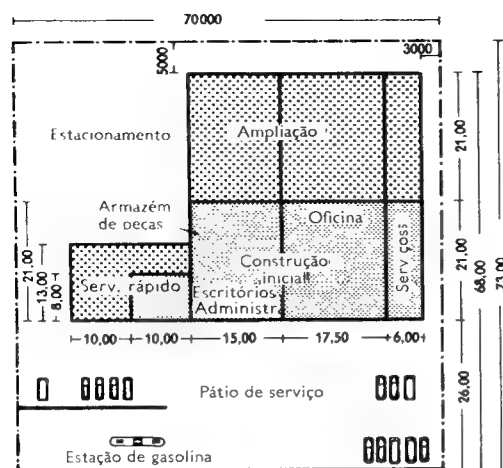 70000
3000
5000
Estacionamento
Ampliação
21,00
Armazém
de peças
Oficina
Construção
inicial
Serv. rápido
Escritórios
Administr.
21,00
13,00
8,00
21,00
68,00
73,00
10,00
10,00
15,00
17,50
6,00
26,00
Pátio de serviço
Estação de gasolina